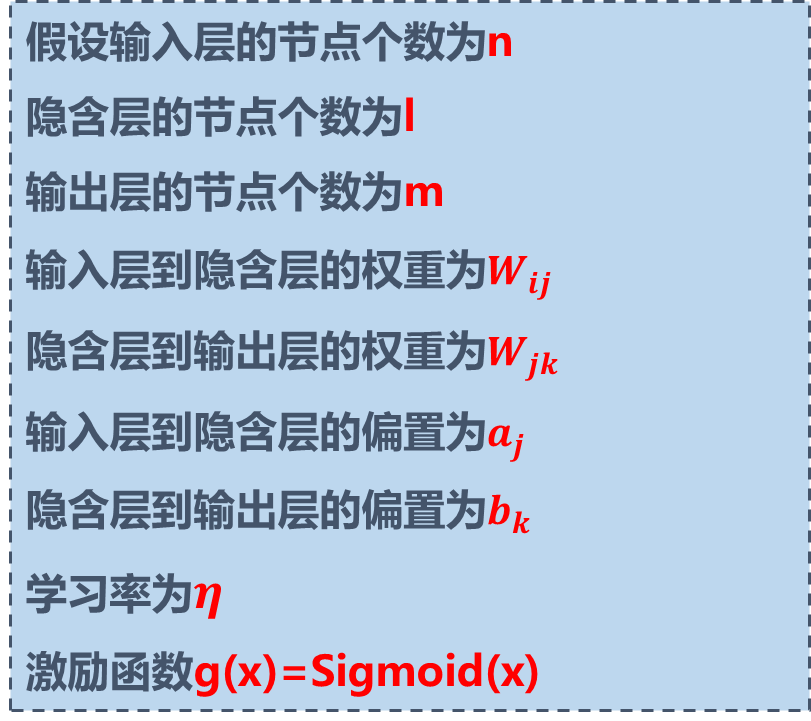 假设输入层的节点个数为n
隐含层的节点个数为l
输出层的节点个数为m
输入层到隐含层的权重为W_{ij}
隐含层到输出层的权重为W_{jk}
输入层到隐含层的偏置为a_j
隐含层到输出层的偏置为b_k
学习率为η
激励函数g(x)=Sigmoid(x)